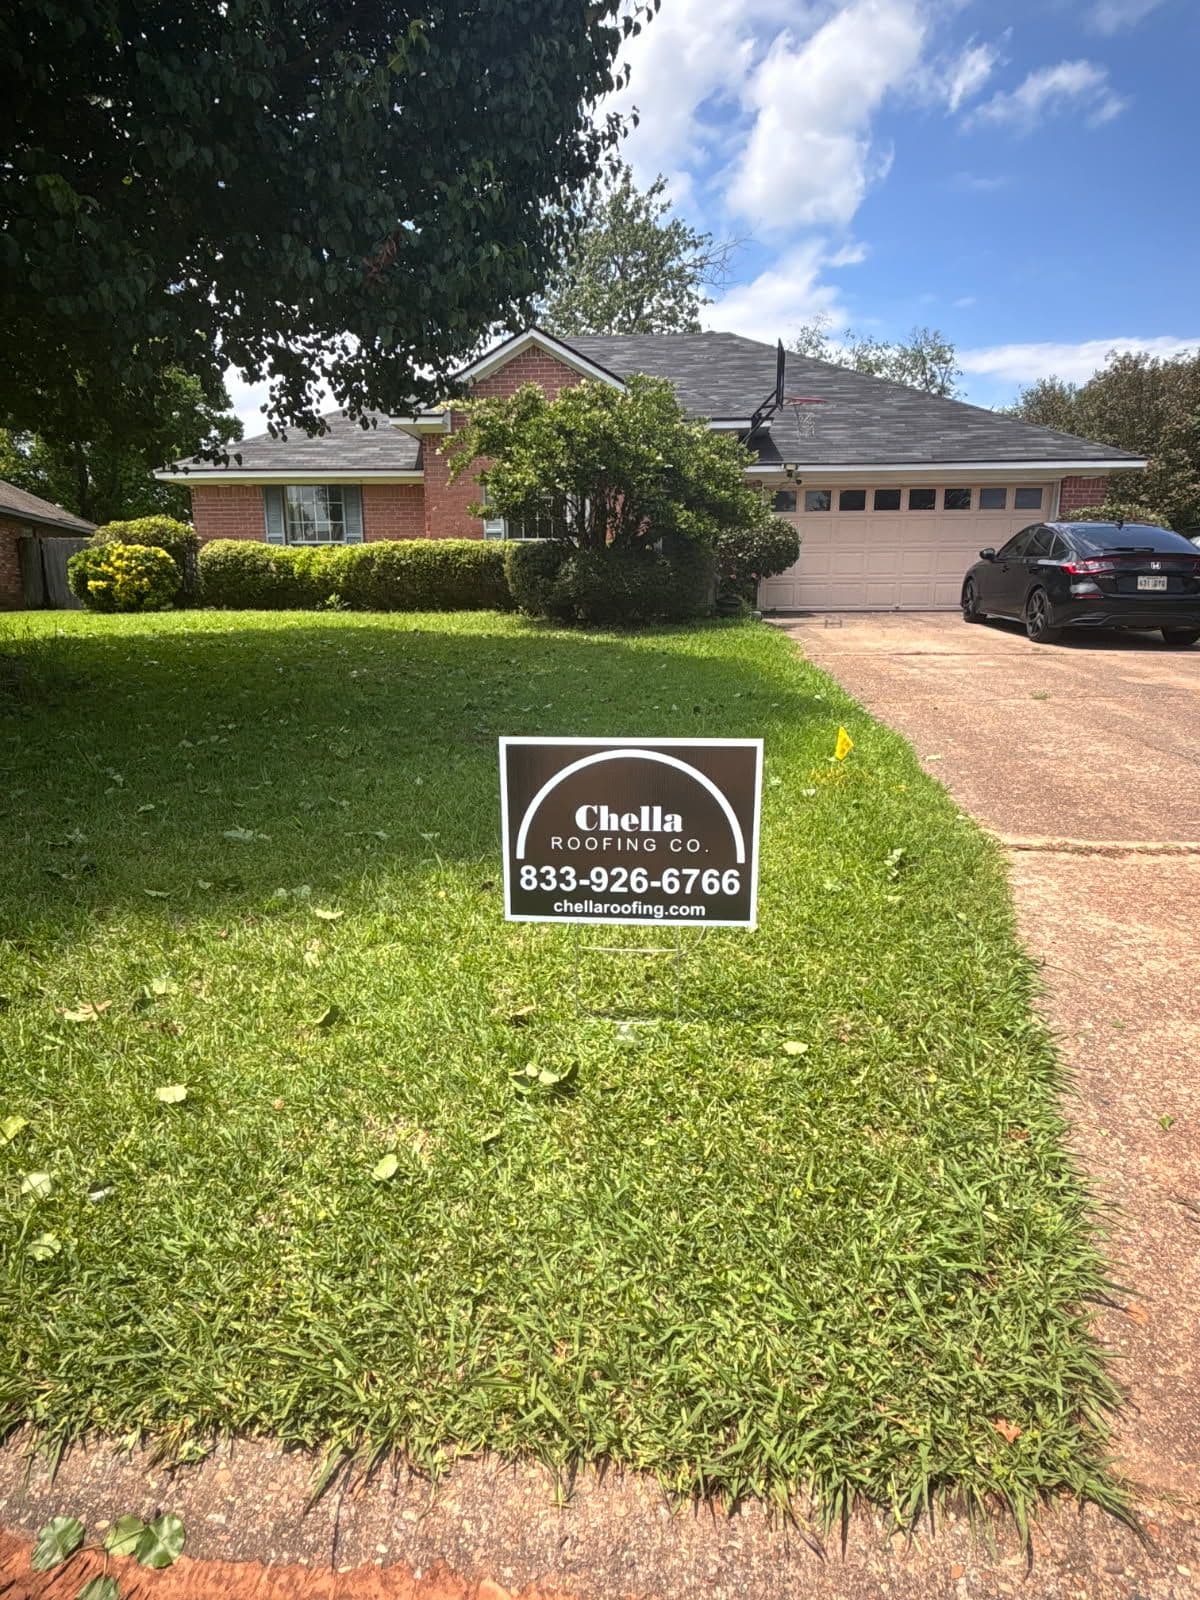 Chella
ROOFING CO.
833-926-6766
chellaroofing.com